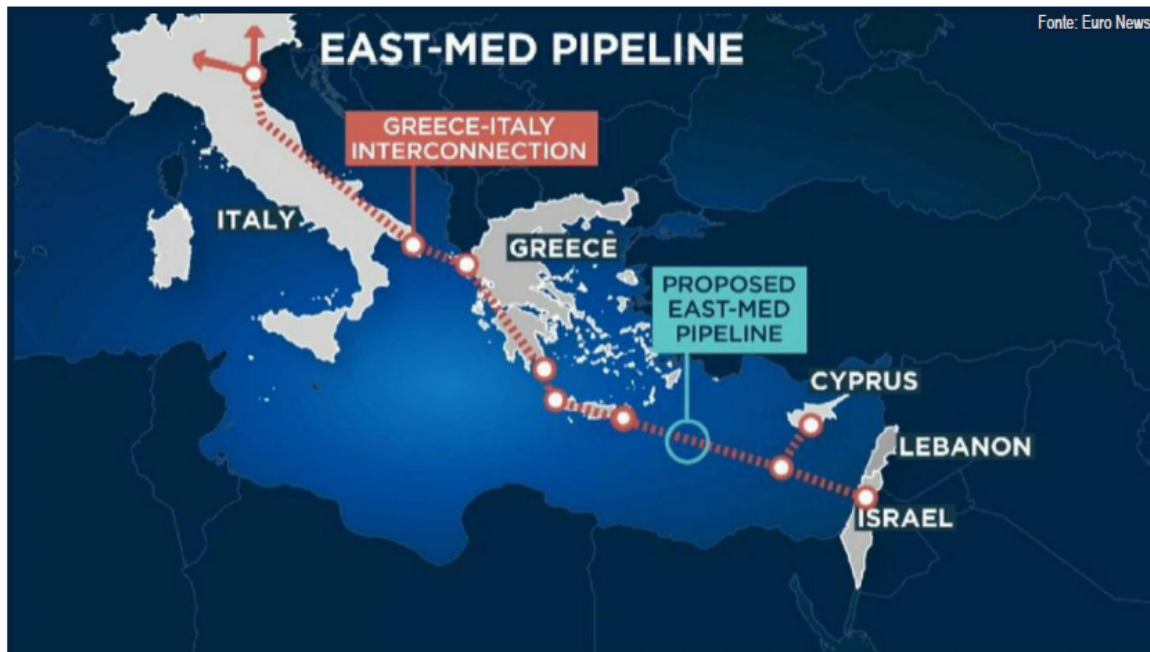 Fonte: Euro News
EAST-MED PIPELINE
GREECE-ITALY
INTERCONNECTION
ITALY
GREECE
PROPOSED
EAST-MED
PIPELINE
CYPRUS
LEBANON
ISRAEL